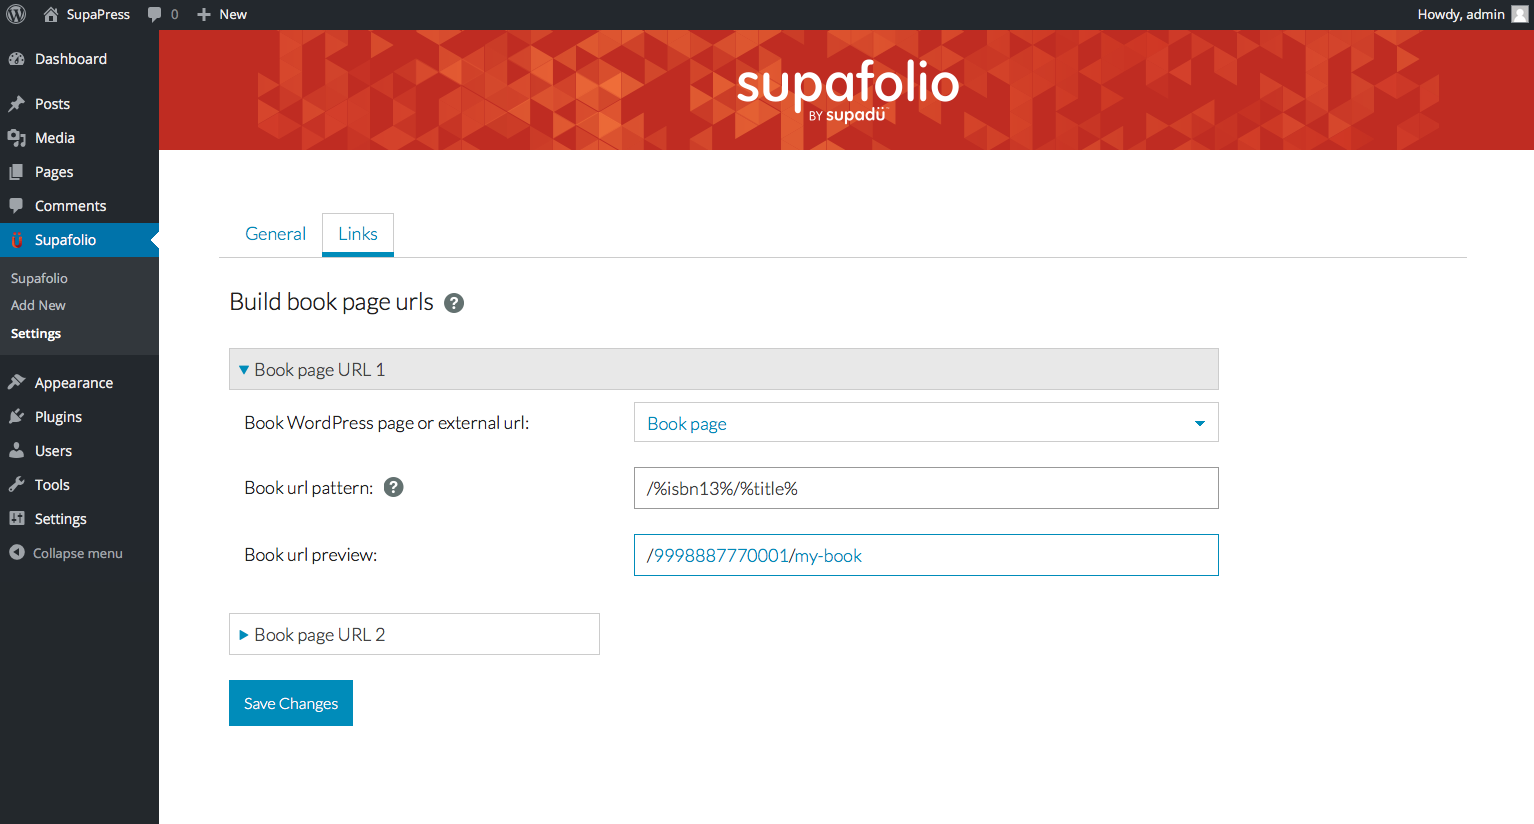 SupaPress 0 New Howdy, admin
Dashboard
Posts
Media
Pages
Comments
Supafolio
Supafolio
Add New
Settings
Appearance
Plugins
Users
Tools
Settings
Collapse menu
supafolio
BY supadü
General Links
Build book page urls ?
Book page URL 1
Book WordPress page or external url: Book page
Book url pattern: ? /%isbn13%/%title%
Book url preview: /9998887770001/my-book
Book page URL 2
Save Changes